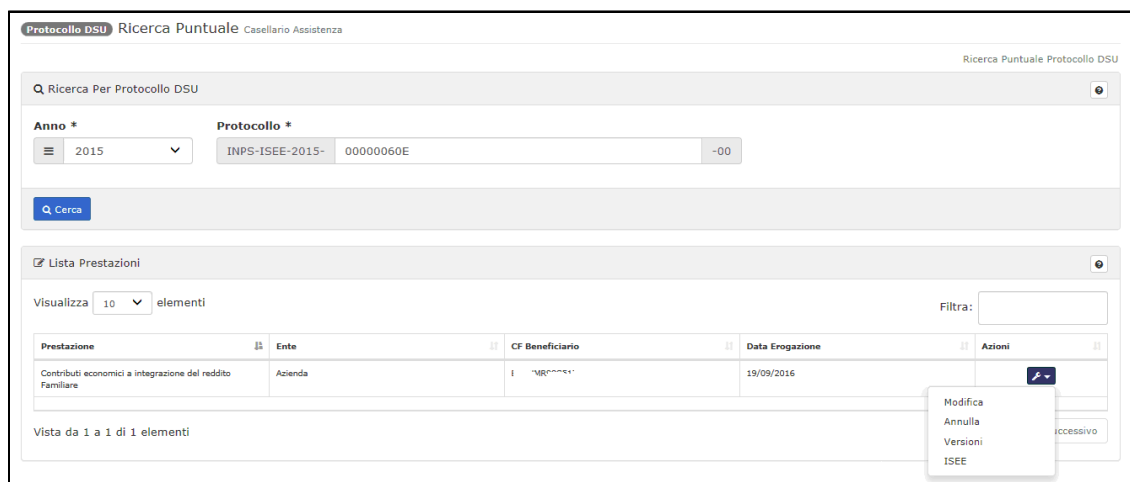 Protocollo DSU Ricerca Puntuale Casellario Assistenza
Ricerca Puntuale Protocollo DSU
Ricerca Per Protocollo DSU
Anno * Protocollo *
2015 INPS-ISEE-2015- 00000060E -00
Cerca
Lista Prestazioni
Visualizza 10 elementi
Filtra:
Prestazione Ente CF Beneficiario Data Erogazione Azioni
Contributi economici a integrazione del reddito Azienda 19/09/2016
Familiare
Modifica
Annulla
Vista da 1 a 1 di 1 elementi
Versioni
ISEE